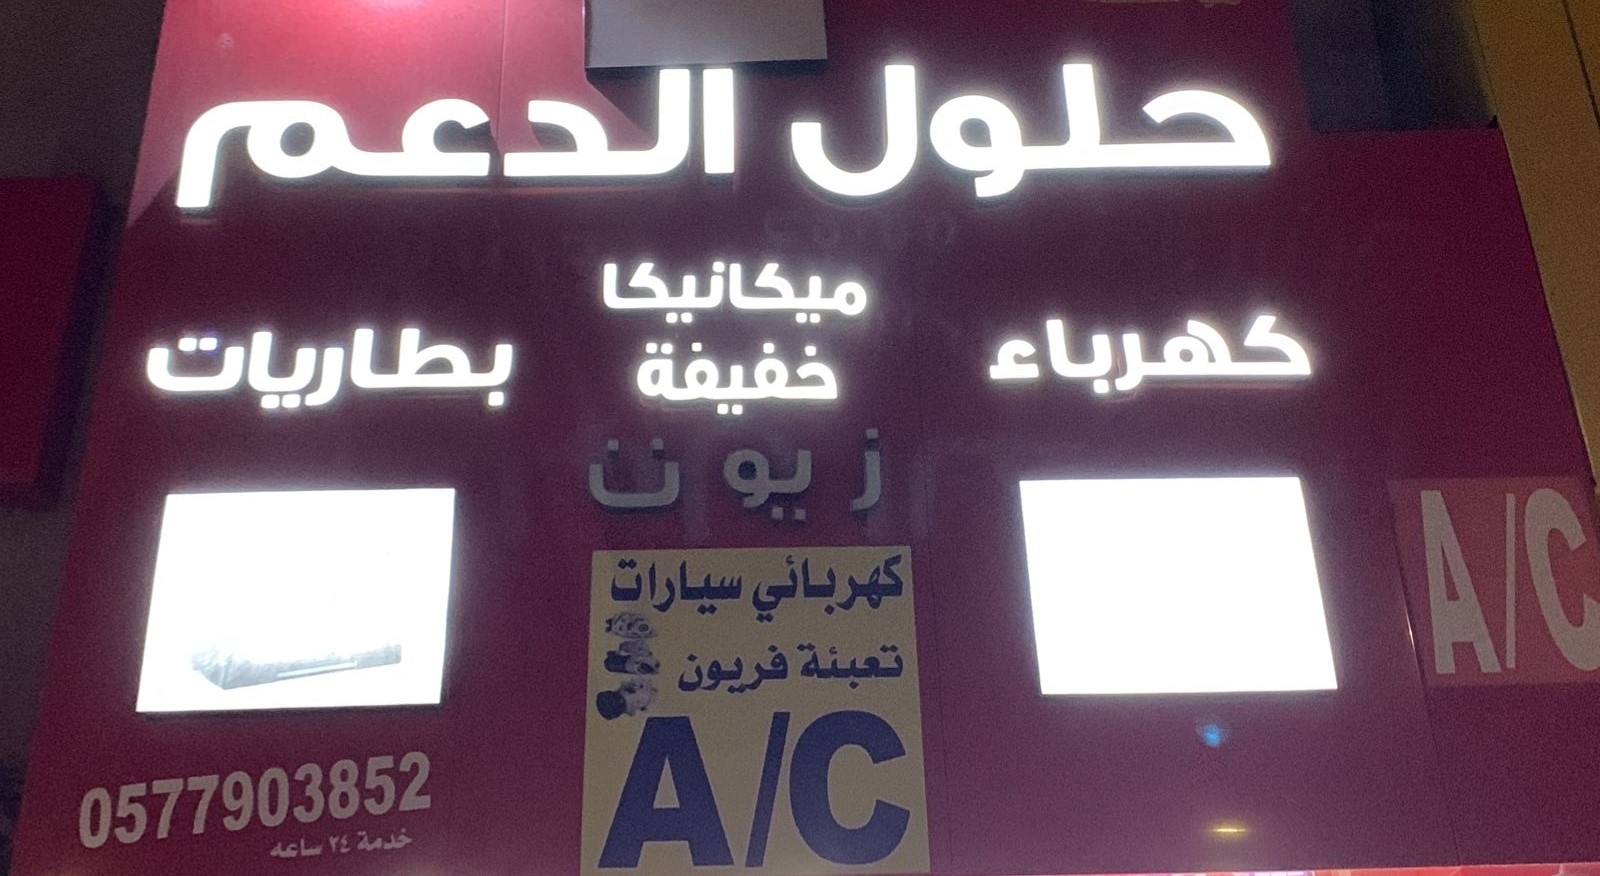 حلول الدعم
كهرباء
ميكانيكا
خفيفة
بطاريات
زيون
كهربائي سيارات
تعبئة فريون
A/C
A/C
0577903852
خدمة ٢٤ ساعه